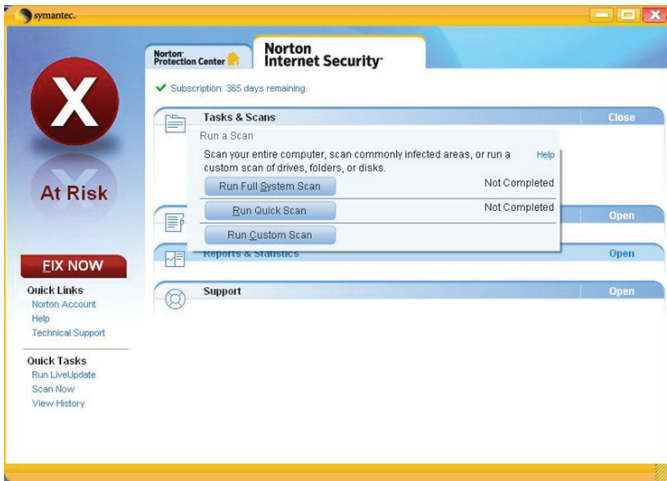 symantec.
Norton™
Protection Center
Norton
Internet Security™
Subscription: 365 days remaining.
X
At Risk
FIX NOW
Quick Links
Norton Account
Help
Technical Support
Quick Tasks
Run LiveUpdate
Scan Now
View History
Tasks & Scans
Close
Run a Scan
Scan your entire computer, scan commonly infected areas, or run a
custom scan of drives, folders, or disks.
Help
Run Full System Scan
Not Completed
Run Quick Scan
Not Completed
Run Custom Scan
Open
Reports & Statistics
Open
Support
Open